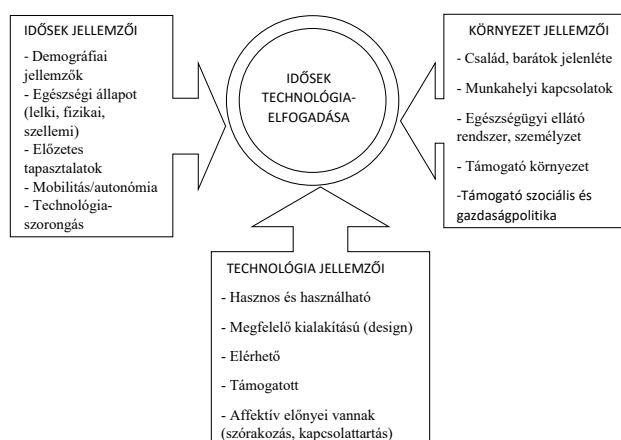 IDŐSEK JELLEMZŐI
- Demográfiai
jellemzők
- Egészségi állapot
(lelki, fizikai,
szellemi)
- Előzetes
tapasztalatok
- Mobilitás/autonómia
- Technológia-
szorongás
IDŐSEK
TECHNOLÓGIA-
ELFOGADÁSA
KÖRNYEZET JELLEMZŐI
- Család, barátok jelenléte
- Munkahelyi kapcsolatok
- Egészségügyi ellátó
rendszer, személyzet
- Támogató környezet
-Támogató szociális és
gazdaságpolitika
TECHNOLÓGIA JELLEMZŐI
- Hasznos és használható
- Megfelelő kialakítású (design)
- Elérhető
- Támogatott
- Affektív előnyei vannak
(szórakozás, kapcsolattartás)